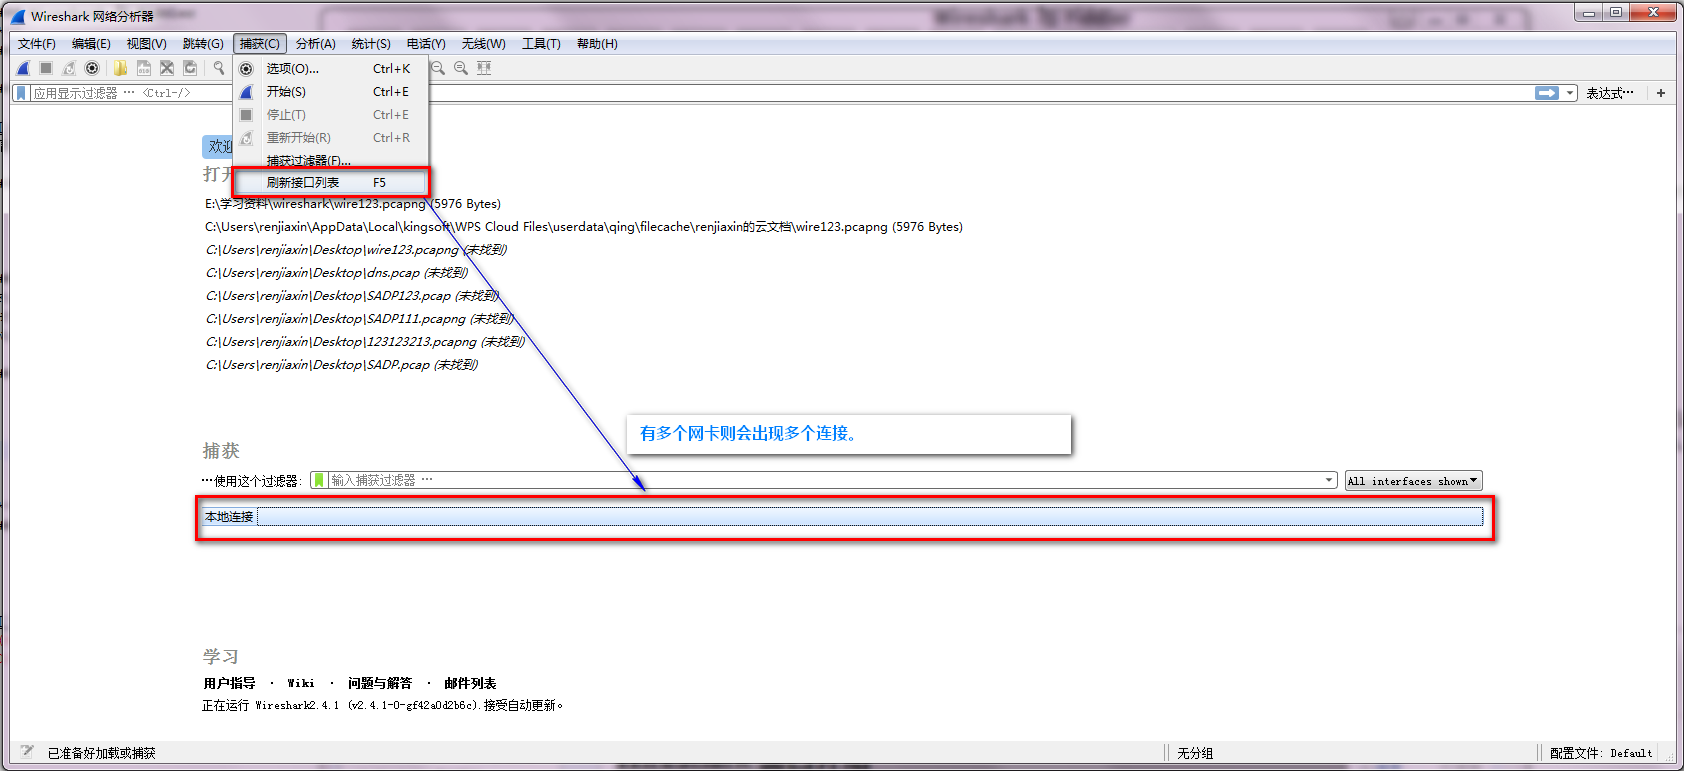 Wireshark 网络分析器
文件(F) 编辑(E) 视图(V) 跳转(G) 捕获(C) 分析(A) 统计(S) 电话(Y) 无线(W) 工具(T) 帮助(H)
选项(O)... Ctrl+K
应用显示过滤器 … <Ctrl-/>
表达式… +
开始(S) Ctrl+E
停止(T) Ctrl+E
重新开始(R) Ctrl+R
捕获过滤器(F)...
刷新接口列表 F5
欢迎
打开
E:\学习资料\wireshark\wire123.pcapng (5976 Bytes)
C:\Users\renjiaxin\AppData\Local\kingsoft\WPS Cloud Files\userdata\qing\filecache\renjiaxin的云文档\wire123.pcapng (5976 Bytes)
C:\Users\renjiaxin\Desktop\wire123.pcapng (未找到)
C:\Users\renjiaxin\Desktop\dns.pcap (未找到)
C:\Users\renjiaxin\Desktop\SADP123.pcap (未找到)
C:\Users\renjiaxin\Desktop\SADP111.pcapng (未找到)
C:\Users\renjiaxin\Desktop\123123213.pcapng (未找到)
C:\Users\renjiaxin\Desktop\SADP.pcap (未找到)
有多个网卡则会出现多个连接。
捕获
…使用这个过滤器: 输入捕获过滤器 … All interfaces shown
本地连接
学习
用户指导 · Wiki · 问题与解答 · 邮件列表
正在运行 Wireshark2.4.1 (v2.4.1-0-gf42a0d2b6c).接受自动更新。
已准备好加载或捕获 无分组 配置文件: Default